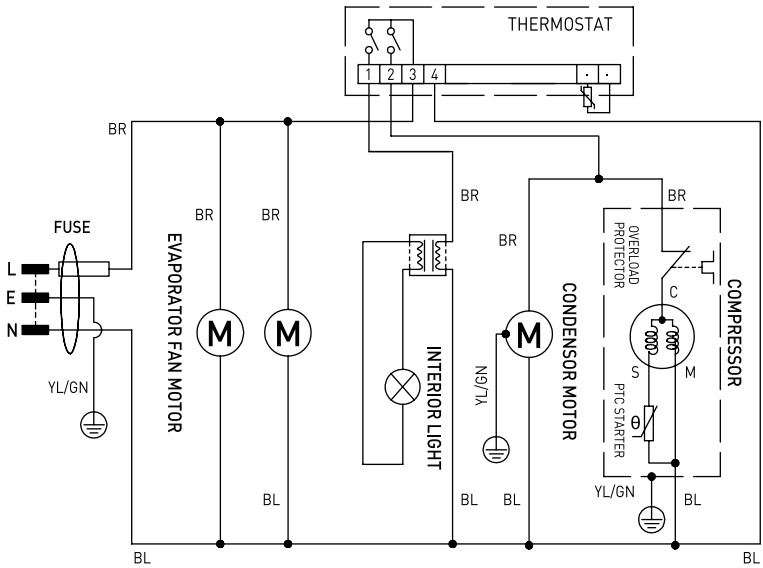 THERMOSTAT
1 2 3 4
BR
BR
BR
BR
BR
BR
FUSE
L
E
N
EVAPORATOR FAN MOTOR
M
M
M
OVERLOAD
PROTECTOR
C
COMPRESSOR
CONDENSOR MOTOR
INTERIOR LIGHT
S
M
YL/GN
YL/GN
PTC STARTER
θ
YL/GN
BL
BL
BL
BL
BL
BL